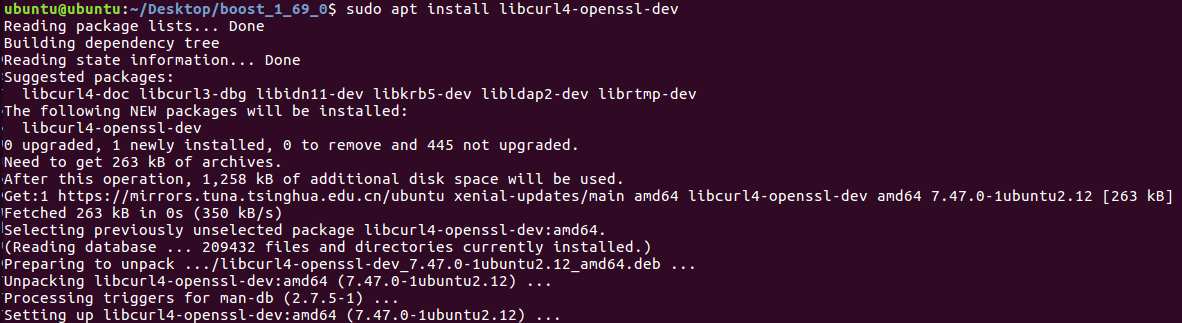 ubuntu@ubuntu:~/Desktop/boost_1_69_0$ sudo apt install libcurl4-openssl-dev
Reading package lists... Done
Building dependency tree
Reading state information... Done
Suggested packages:
  libcurl4-doc libcurl3-dbg libidn11-dev libkrb5-dev libldap2-dev librtmp-dev
The following NEW packages will be installed:
  libcurl4-openssl-dev
0 upgraded, 1 newly installed, 0 to remove and 445 not upgraded.
Need to get 263 kB of archives.
After this operation, 1,258 kB of additional disk space will be used.
Get:1 https://mirrors.tuna.tsinghua.edu.cn/ubuntu xenial-updates/main amd64 libcurl4-openssl-dev amd64 7.47.0-1ubuntu2.12 [263 kB]
Fetched 263 kB in 0s (350 kB/s)
Selecting previously unselected package libcurl4-openssl-dev:amd64.
(Reading database ... 209432 files and directories currently installed.)
Preparing to unpack .../libcurl4-openssl-dev_7.47.0-1ubuntu2.12_amd64.deb ...
Unpacking libcurl4-openssl-dev:amd64 (7.47.0-1ubuntu2.12) ...
Processing triggers for man-db (2.7.5-1) ...
Setting up libcurl4-openssl-dev:amd64 (7.47.0-1ubuntu2.12) ...